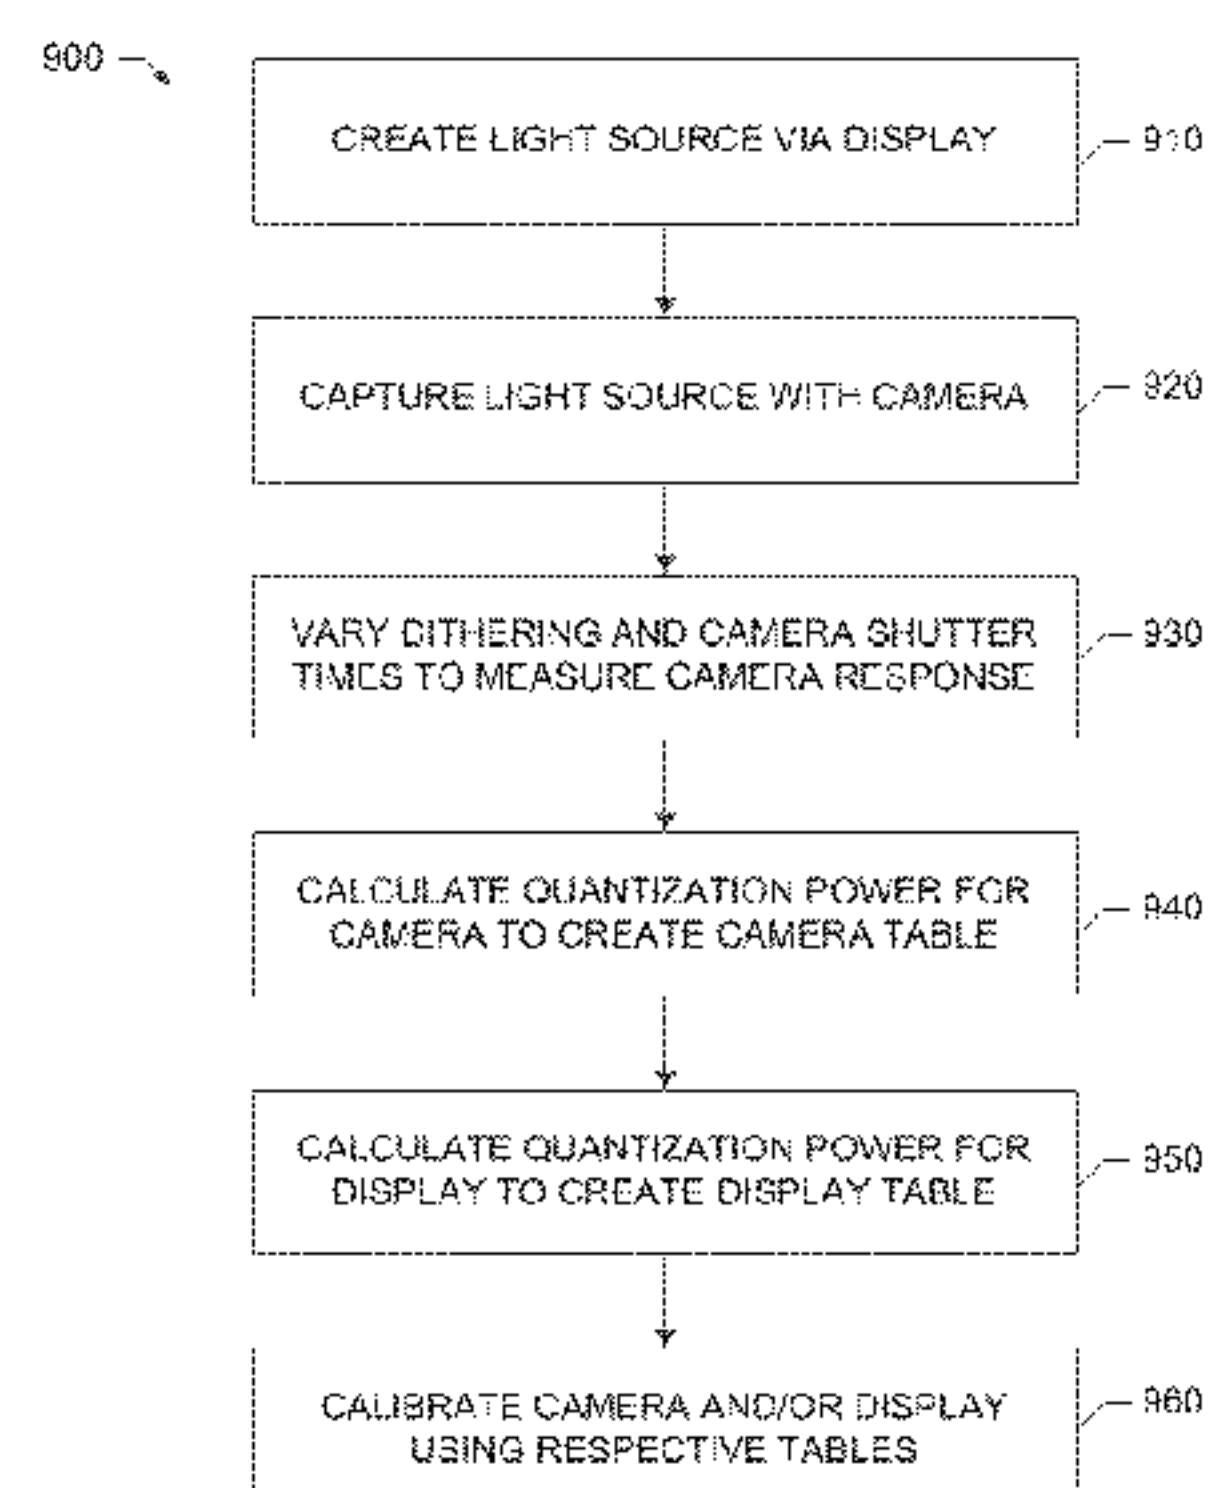 900
CREATE LIGHT SOURCE VIA DISPLAY
910
CAPTURE LIGHT SOURCE WITH CAMERA
920
VARY DITHERING AND CAMERA SHUTTER
TIMES TO MEASURE CAMERA RESPONSE
930
CALCULATE QUANTIZATION POWER FOR
CAMERA TO CREATE CAMERA TABLE
940
CALCULATE QUANTIZATION POWER FOR
DISPLAY TO CREATE DISPLAY TABLE
950
CALIBRATE CAMERA AND/OR DISPLAY
USING RESPECTIVE TABLES
960